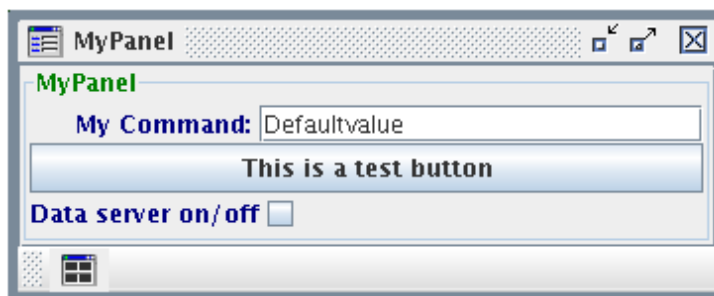 MyPanel
MyPanel
My Command: Defaultvalue
This is a test button
Data server on/off